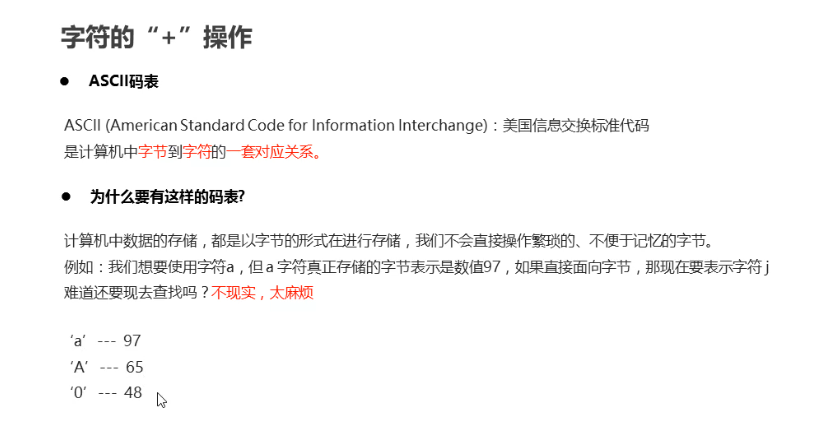 字符的“+”操作
● ASCII码表
ASCII (American Standard Code for Information Interchange)：美国信息交换标准代码
是计算机中字节到字符的一套对应关系。
● 为什么要有这样的码表?
计算机中数据的存储，都是以字节的形式在进行存储，我们不会直接操作繁琐的、不便于记忆的字节。
例如：我们想要使用字符a，但 a 字符真正存储的字节表示是数值97，如果直接面向字节，那现在要表示字符 j
难道还要现去查找吗？不现实，太麻烦
‘a’ --- 97
‘A’ --- 65
‘0’ --- 48